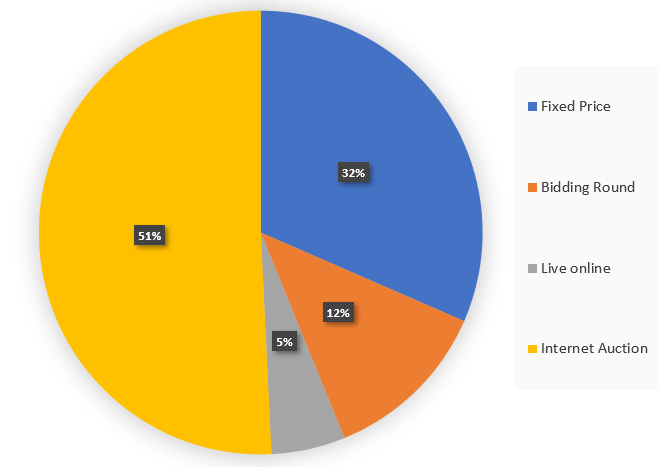 32%
12%
5%
51%
Fixed Price
Bidding Round
Live online
Internet Auction